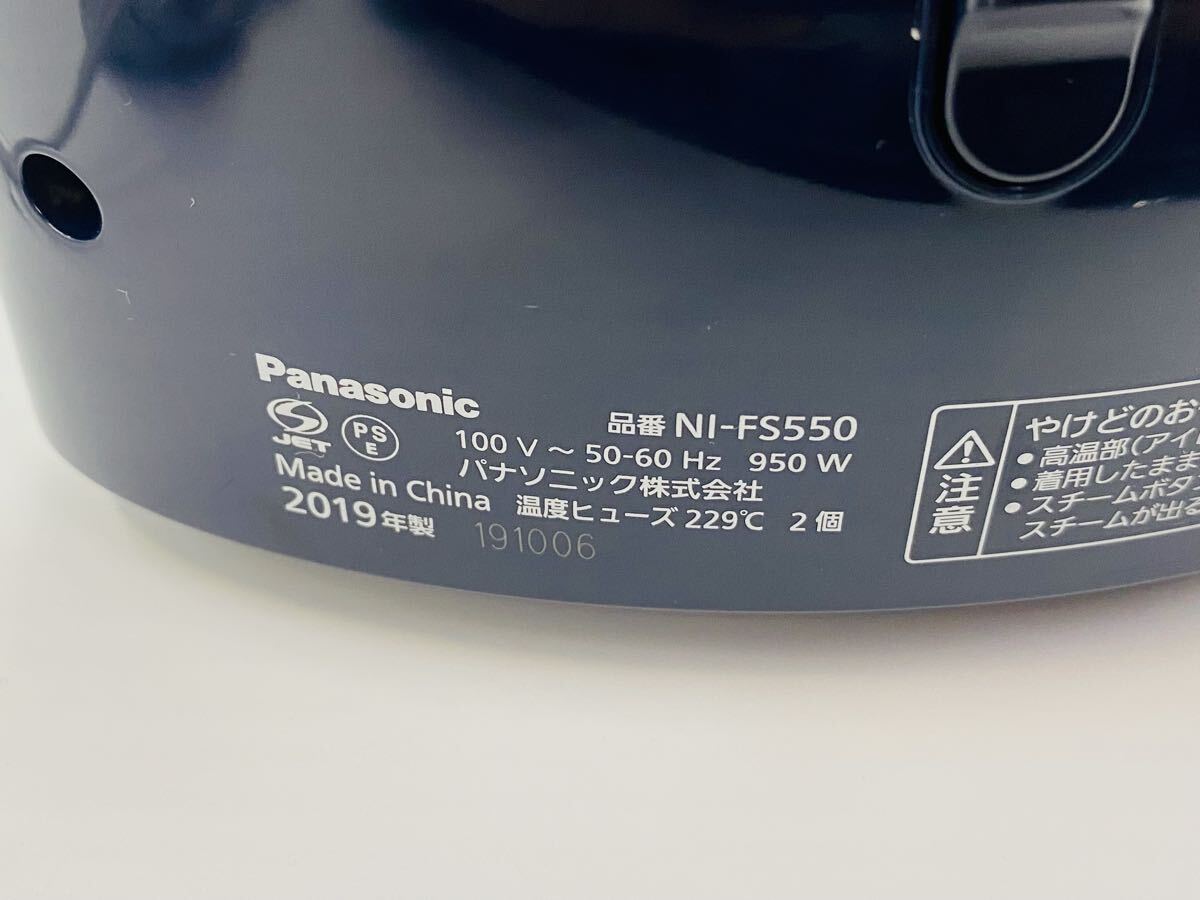 Panasonic
品番 NI-FS550
JET PS E 100 V ～ 50-60 Hz 950 W
パナソニック株式会社
Made in China 温度ヒューズ 229℃ 2個
2019年製 191006
注意
やけどのお
•高温部(アイ
•着用したまま
•スチームボタ
スチームが出る